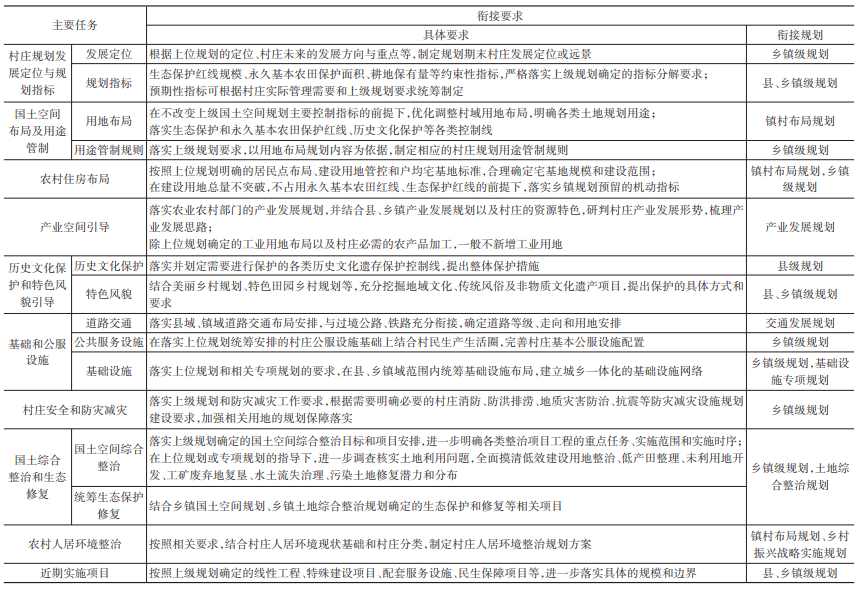 主要任务
衔接要求
具体要求
衔接规划
村庄规划发
展定位与规
划指标
发展定位
根据上位规划的定位、村庄未来的发展方向与重点等，制定规划期末村庄发展定位或远景
乡镇级规划
规划指标
生态保护红线规模、永久基本农田保护面积、耕地保有量等约束性指标，严格落实上级规划确定的指标分解要求；
预期性指标可根据村庄实际管理需要和上级规划要求统筹制定
县、乡镇级规划
国土空间
布局及用途
管制
用地布局
在不改变上级国土空间规划主要控制指标的前提下，优化调整村域用地布局，明确各类土地规划用途；
落实生态保护和永久基本农田保护红线、历史文化保护等各类控制线
镇村布局规划
用途管制规则
落实上级规划要求，以用地布局规划内容为依据，制定相应的村庄规划用途管制规则
乡镇级规划
农村住房布局
按照上位规划明确的居民点布局、建设用地管控和户均宅基地标准，合理确定宅基地规模和建设范围；
在建设用地总量不突破，不占用永久基本农田红线、生态保护红线的前提下，落实乡镇规划预留的机动指标
镇村布局规划，乡镇
级规划
产业空间引导
落实农业农村部门的产业发展规划，并结合县、乡镇产业发展规划以及村庄的资源特色，研判村庄产业发展形势，梳理产
业发展思路；
除上位规划确定的工业用地布局以及村庄必需的农产品加工，一般不新增工业用地
产业发展规划
历史文化保
护和特色风
貌引导
历史文化保护
落实并划定需要进行保护的各类历史文化遗存保护控制线，提出整体保护措施
县级规划
特色风貌
结合美丽乡村规划、特色田园乡村规划等，充分挖掘地域文化、传统风俗及非物质文化遗产项目，提出保护的具体方式和
要求
县、乡镇级规划
基础和公服
设施
道路交通
落实县域、镇域道路交通布局安排，与过境公路、铁路充分衔接，确定道路等级、走向和用地安排
交通发展规划
公共服务设施
在落实上位规划统筹安排的村庄公服设施基础上结合村民生产生活圈，完善村庄基本公服设施配置
乡镇级规划
基础设施
落实上位规划和相关专项规划的要求，在县、乡镇域范围内统筹基础设施布局，建立城乡一体化的基础设施网络
乡镇级规划，基础设
施专项规划
村庄安全和防灾减灾
落实上级规划和防灾减灾工作要求，根据需要明确必要的村庄消防、防洪排涝、地质灾害防治、抗震等防灾减灾设施规划
建设要求，加强相关用地的规划保障落实
乡镇级规划
国土综合
整治和生态
修复
国土空间综合
整治
落实上级规划确定的国土空间综合整治目标和项目安排，进一步明确各类整治项目工程的重点任务、实施范围和实施时序；
在上位规划或专项规划的指导下，进一步调查核实土地利用问题，全面摸清低效建设用地整治、低产田整理、未利用地开
发、工矿废弃地复垦、水土流失治理、污染土地修复潜力和分布
乡镇级规划，土地综
合整治规划
统筹生态保护
修复
结合乡镇国土空间规划、乡镇土地综合整治规划确定的生态保护和修复等相关项目
农村人居环境整治
按照相关要求，结合村庄人居环境现状基础和村庄分类，制定村庄人居环境整治规划方案
镇村布局规划、乡村
振兴战略实施规划
近期实施项目
按照上级规划确定的线性工程、特殊建设项目、配套服务设施、民生保障项目等，进一步落实具体的规模和边界
县、乡镇级规划